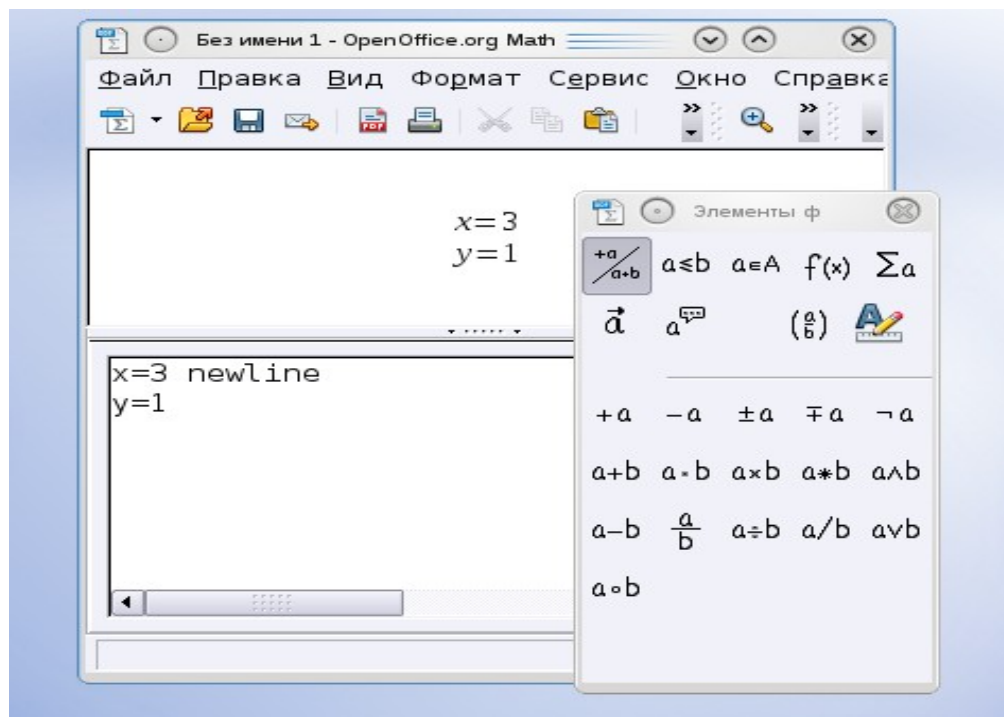 Без имени 1 - OpenOffice.org Math
Файл Правка Вид Формат Сервис Окно Справка
x=3
y=1
x=3 newline
y=1
Элементы ф
+a/a+b a≤b a∈A f(x) Σa
a⃗ a (a/b)
+a −a ±a ∓a ¬a
a+b a·b a×b a*b a∧b
a−b a/b a÷b a/b a∨b
a∘b